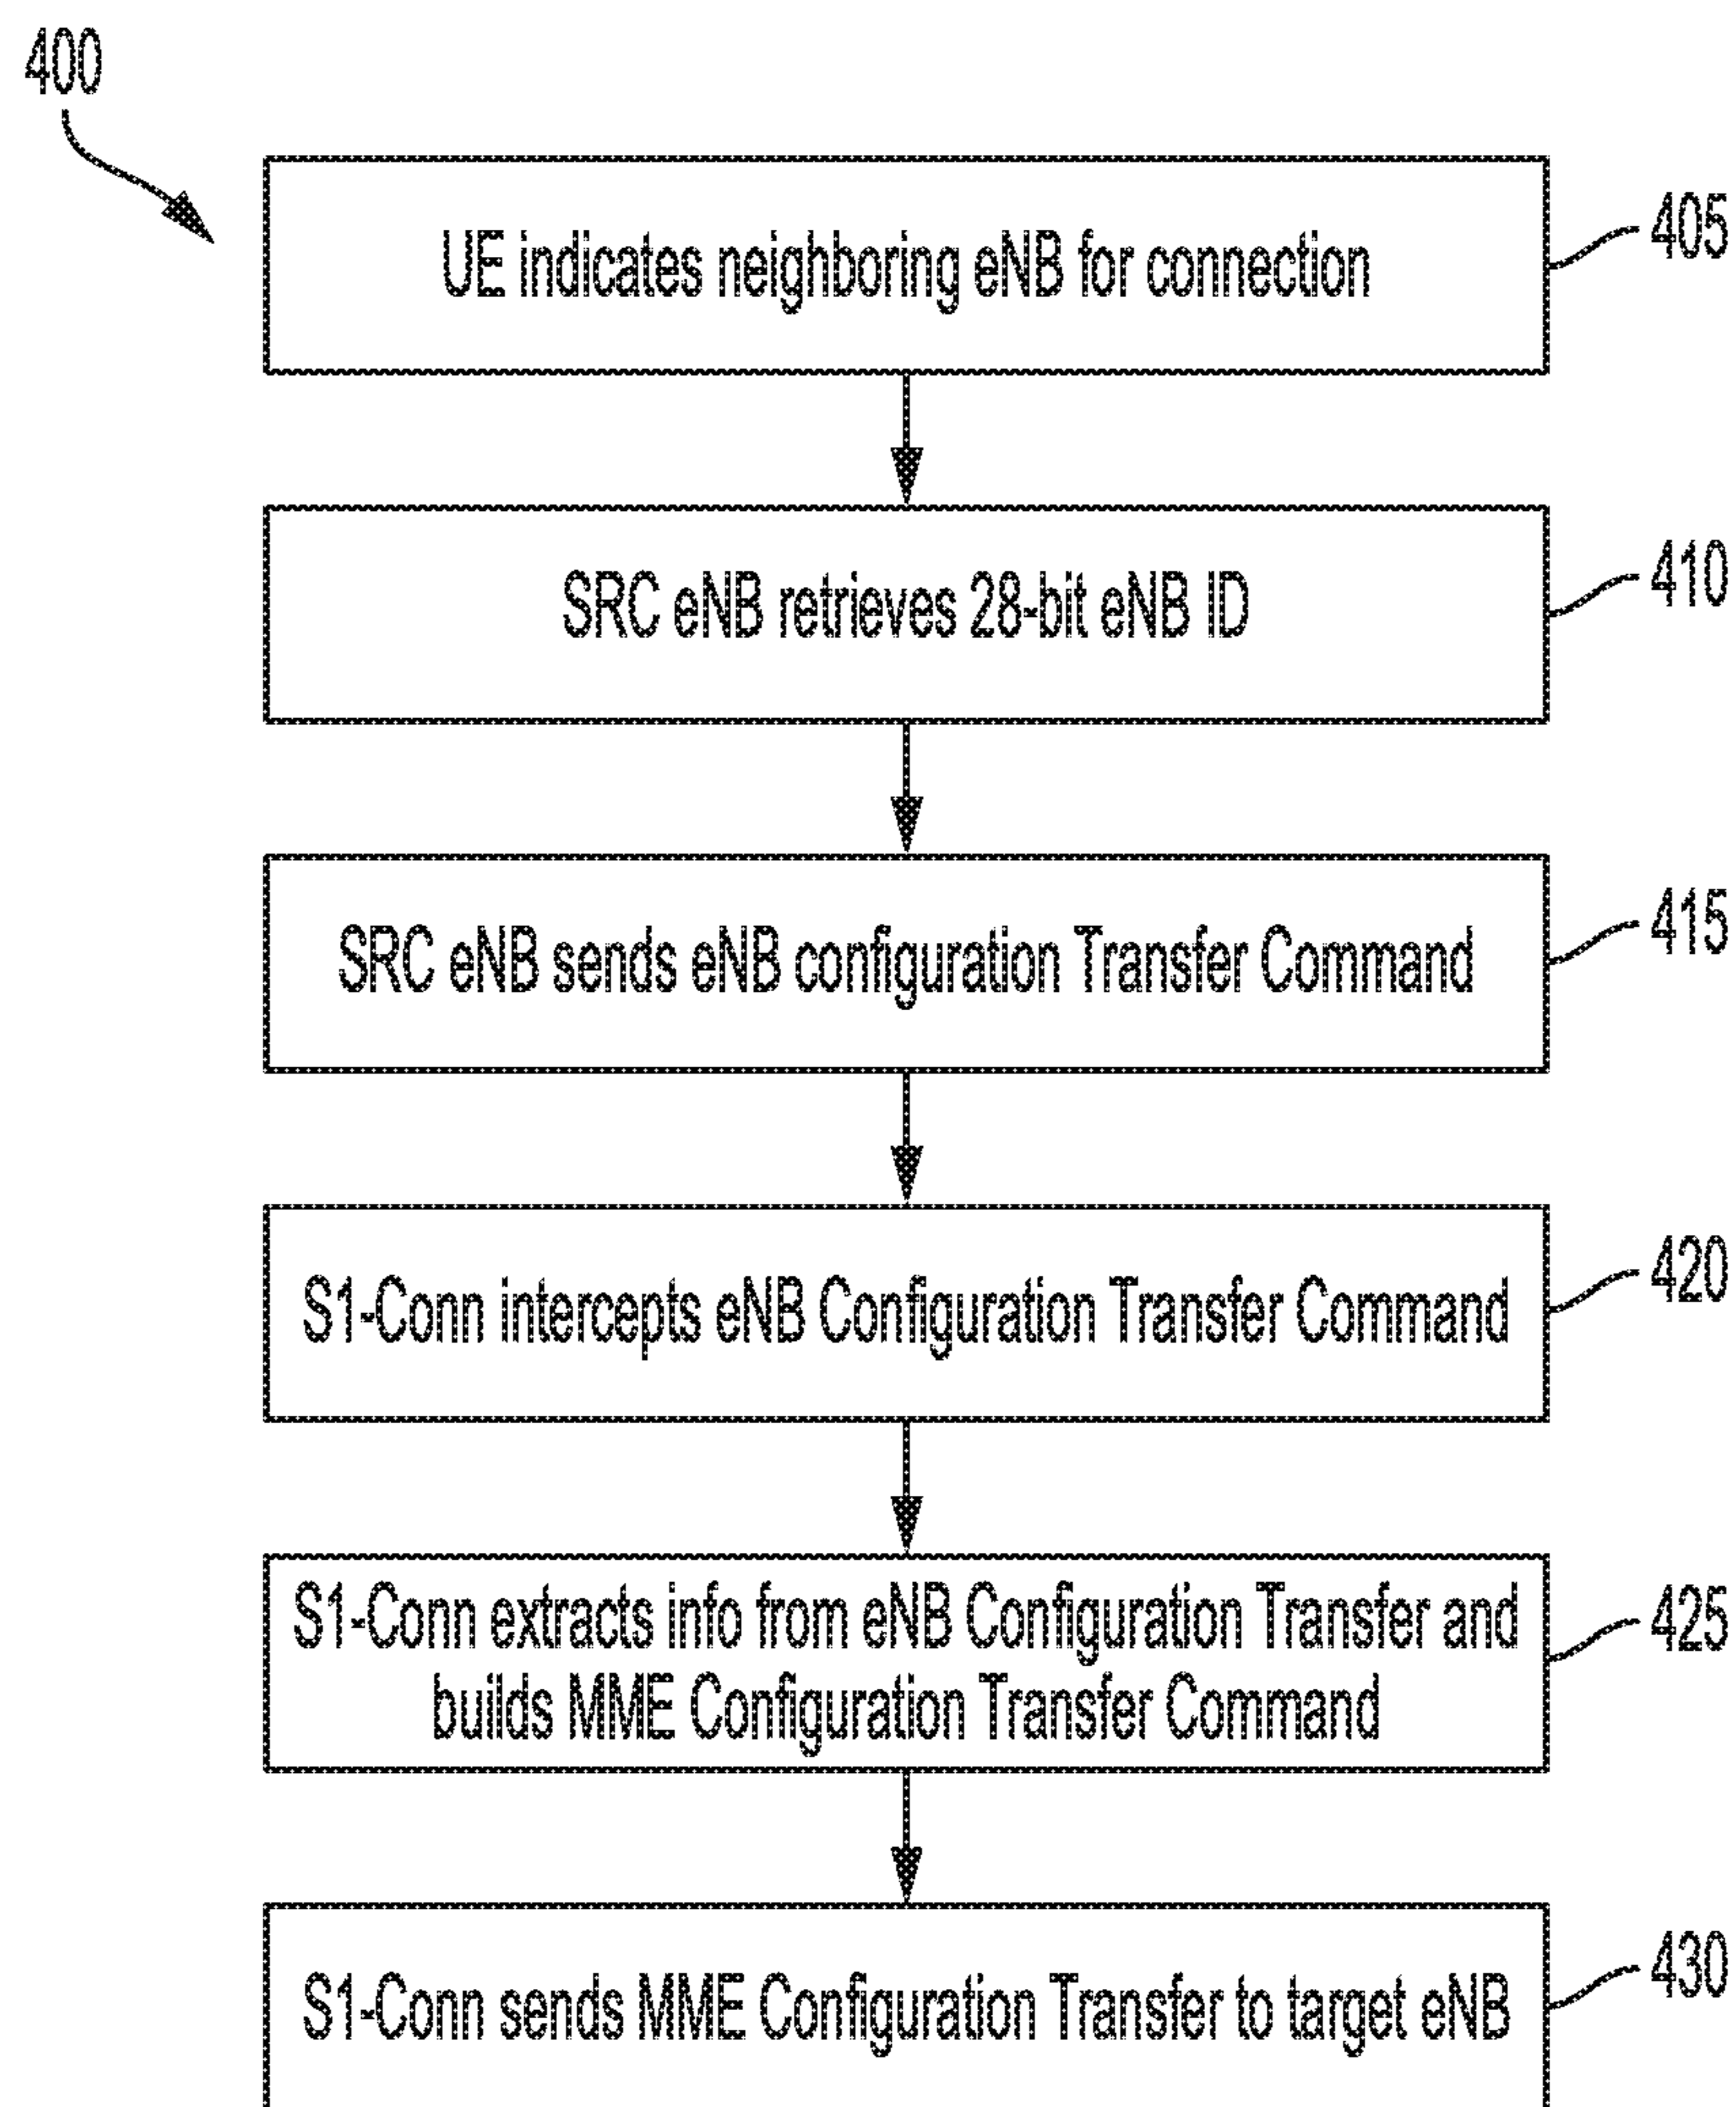 400
UE indicates neighboring eNB for connection
405
SRC eNB retrieves 28-bit eNB ID
410
SRC eNB sends eNB configuration Transfer Command
415
S1-Conn intercepts eNB Configuration Transfer Command
420
S1-Conn extracts info from eNB Configuration Transfer and
builds MME Configuration Transfer Command
425
S1-Conn sends MME Configuration Transfer to target eNB
430